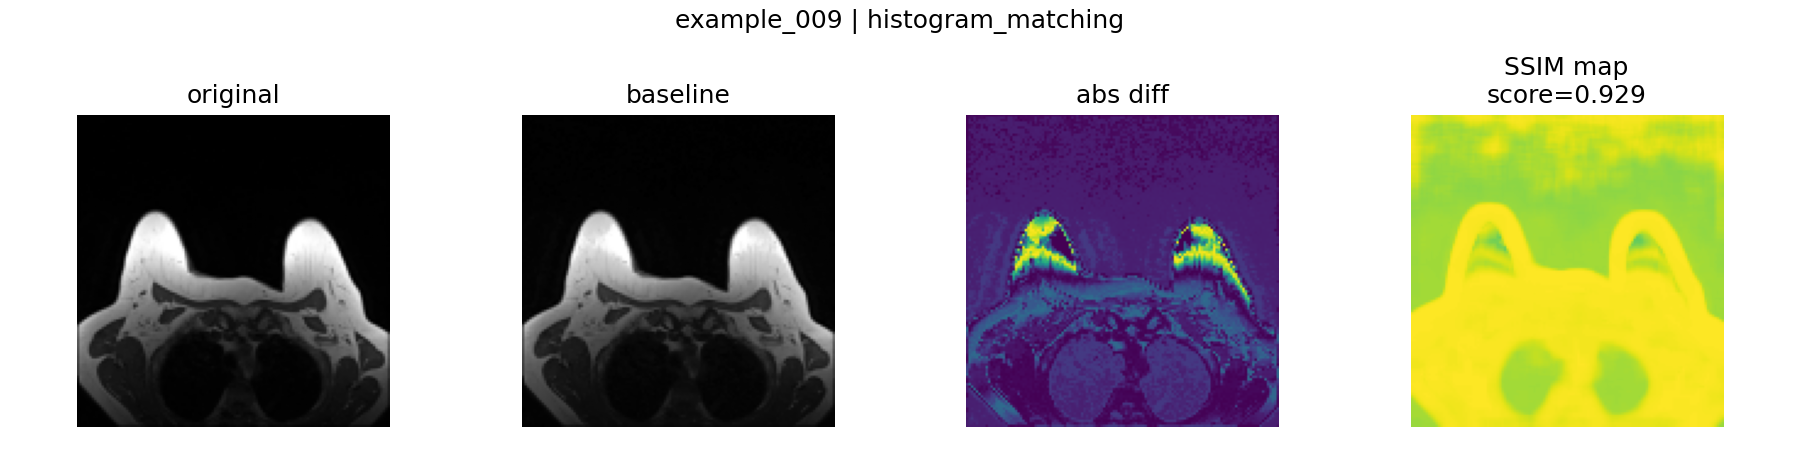 example_009 | histogram_matching
original
baseline
abs diff
SSIM map
score=0.929